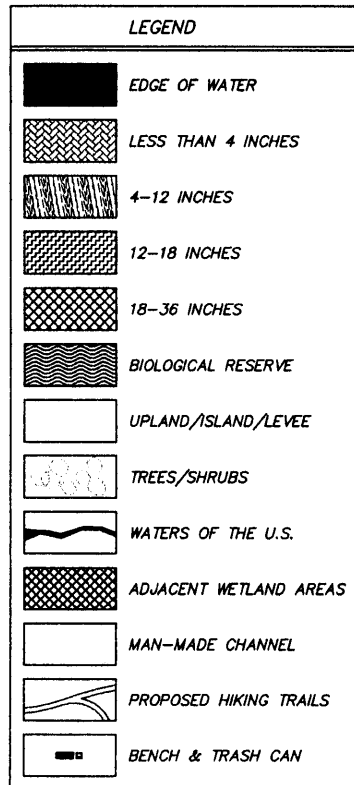 LEGEND
EDGE OF WATER
LESS THAN 4 INCHES
4-12 INCHES
12-18 INCHES
18-36 INCHES
BIOLOGICAL RESERVE
UPLAND/ISLAND/LEVEE
TREES/SHRUBS
WATERS OF THE U.S.
ADJACENT WETLAND AREAS
MAN-MADE CHANNEL
PROPOSED HIKING TRAILS
BENCH & TRASH CAN